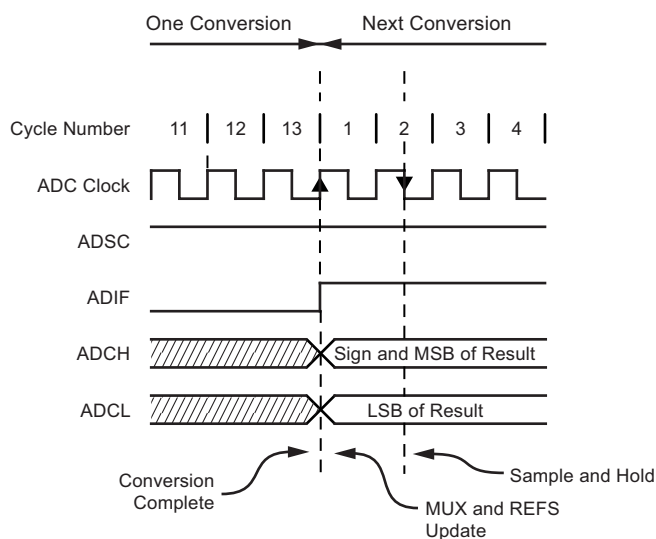 One Conversion Next Conversion
Cycle Number 11 12 13 1 2 3 4
ADC Clock
ADSC
ADIF
ADCH Sign and MSB of Result
ADCL LSB of Result
Conversion
Complete
MUX and REFS
Update
Sample and Hold